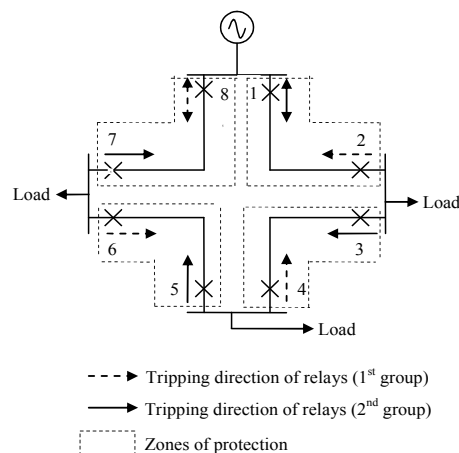 8 1
7 2
Load Load
6 3
5 4
Load
Tripping direction of relays (1st group)
Tripping direction of relays (2nd group)
Zones of protection